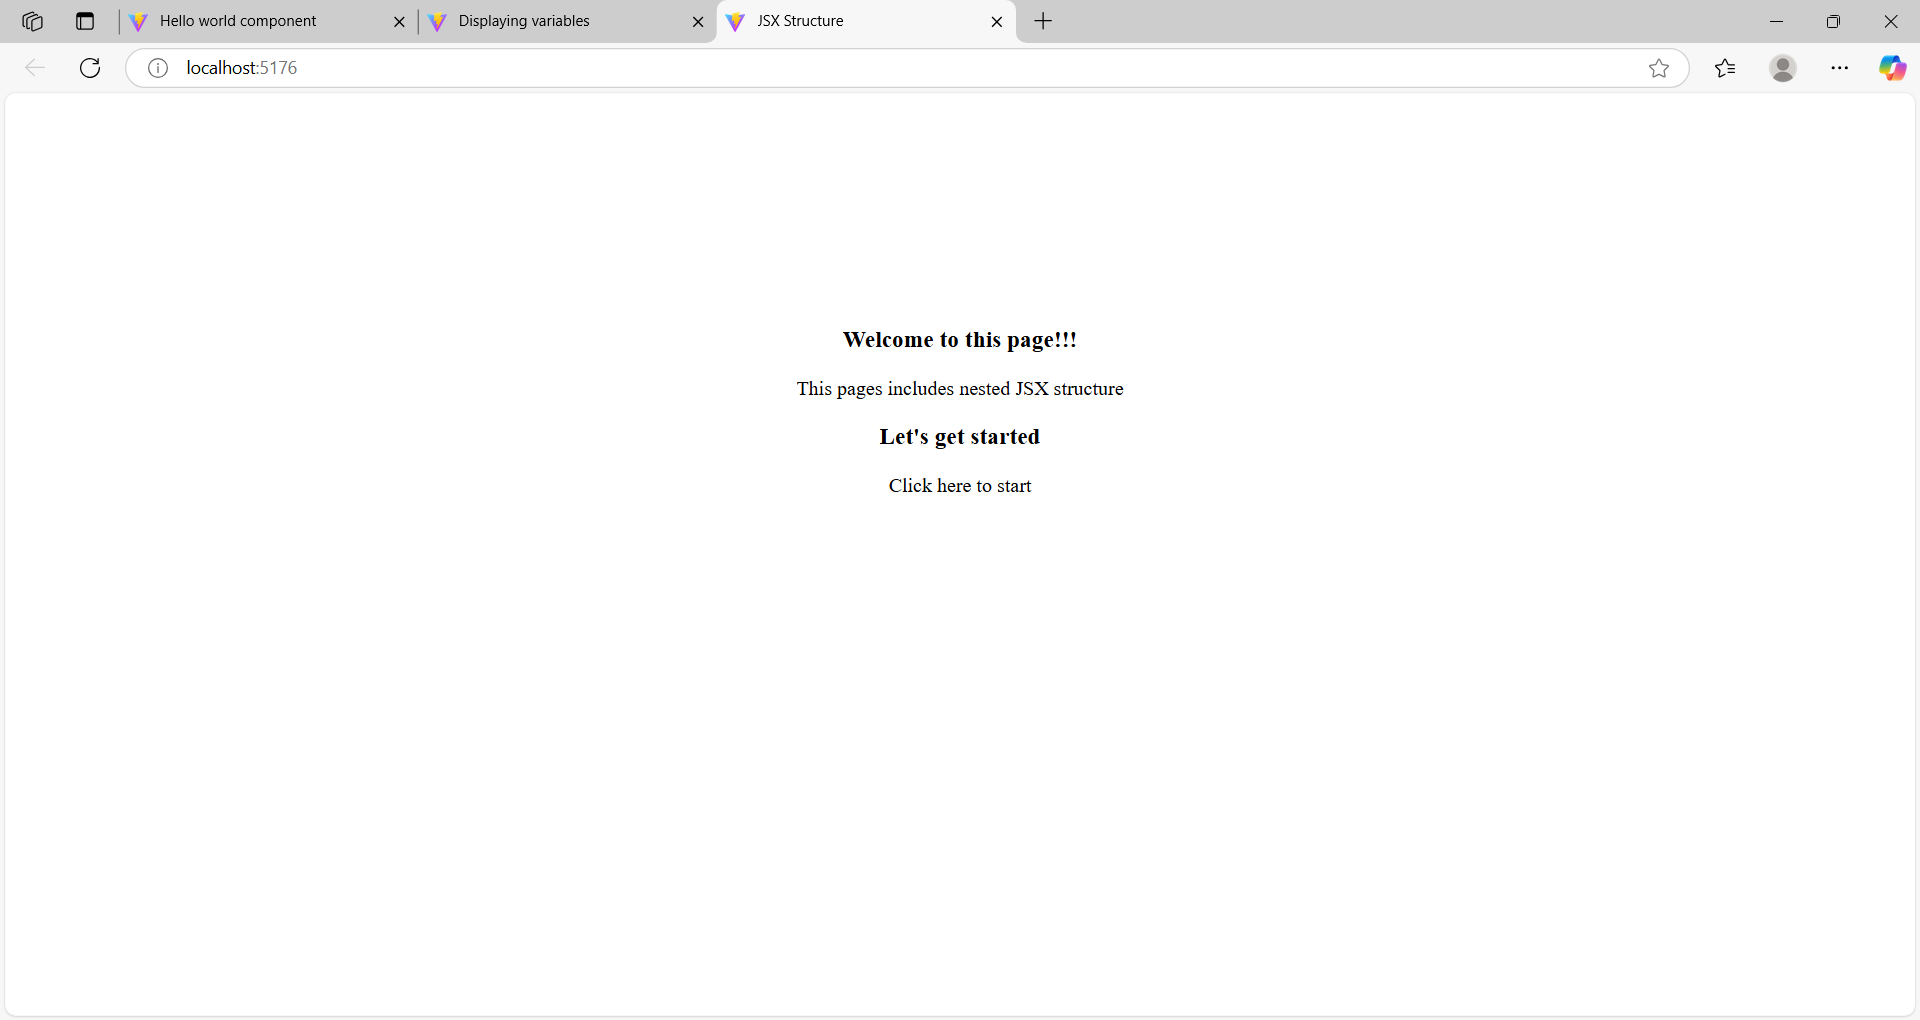 Hello world component
Displaying variables
JSX Structure
localhost:5176
Welcome to this page!!!
This pages includes nested JSX structure
Let's get started
Click here to start